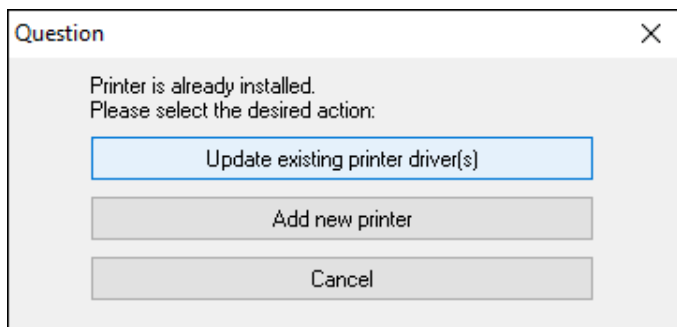 Question
Printer is already installed.
Please select the desired action:
Update existing printer driver(s)
Add new printer
Cancel